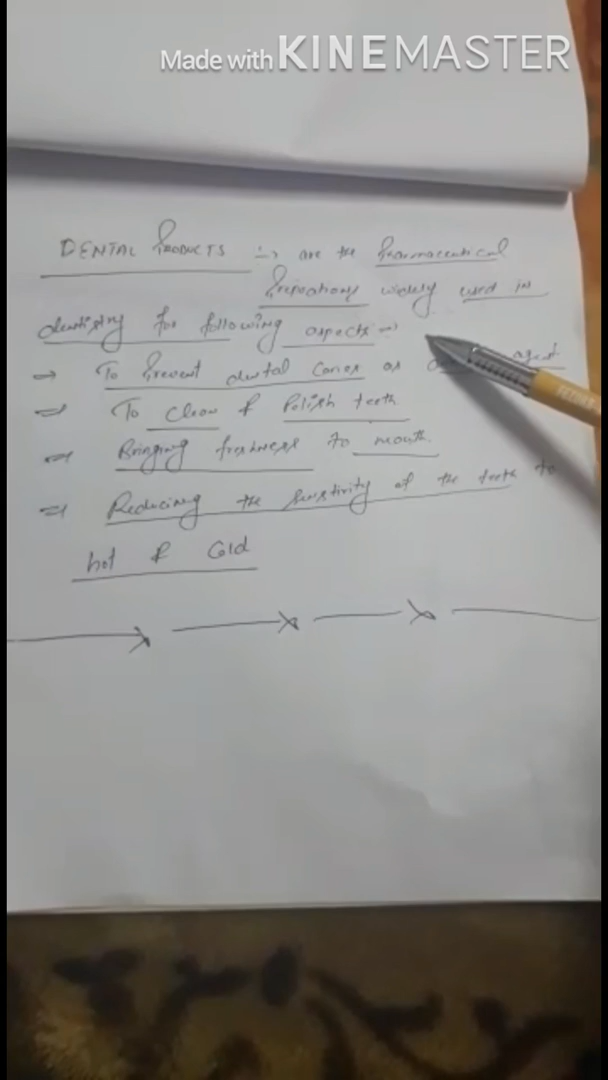 Made with KINEMASTER
DENTAL PRODUCTS :-> are the Pharmaceutical
Preparations widely used in
dentistry for following aspects →
→ To Prevent dental Caries as agent
→ To Clean & Polish teeth
→ Bringing freshness to mouth.
→ Reducing the sensitivity of the teeth to
hot & Cold